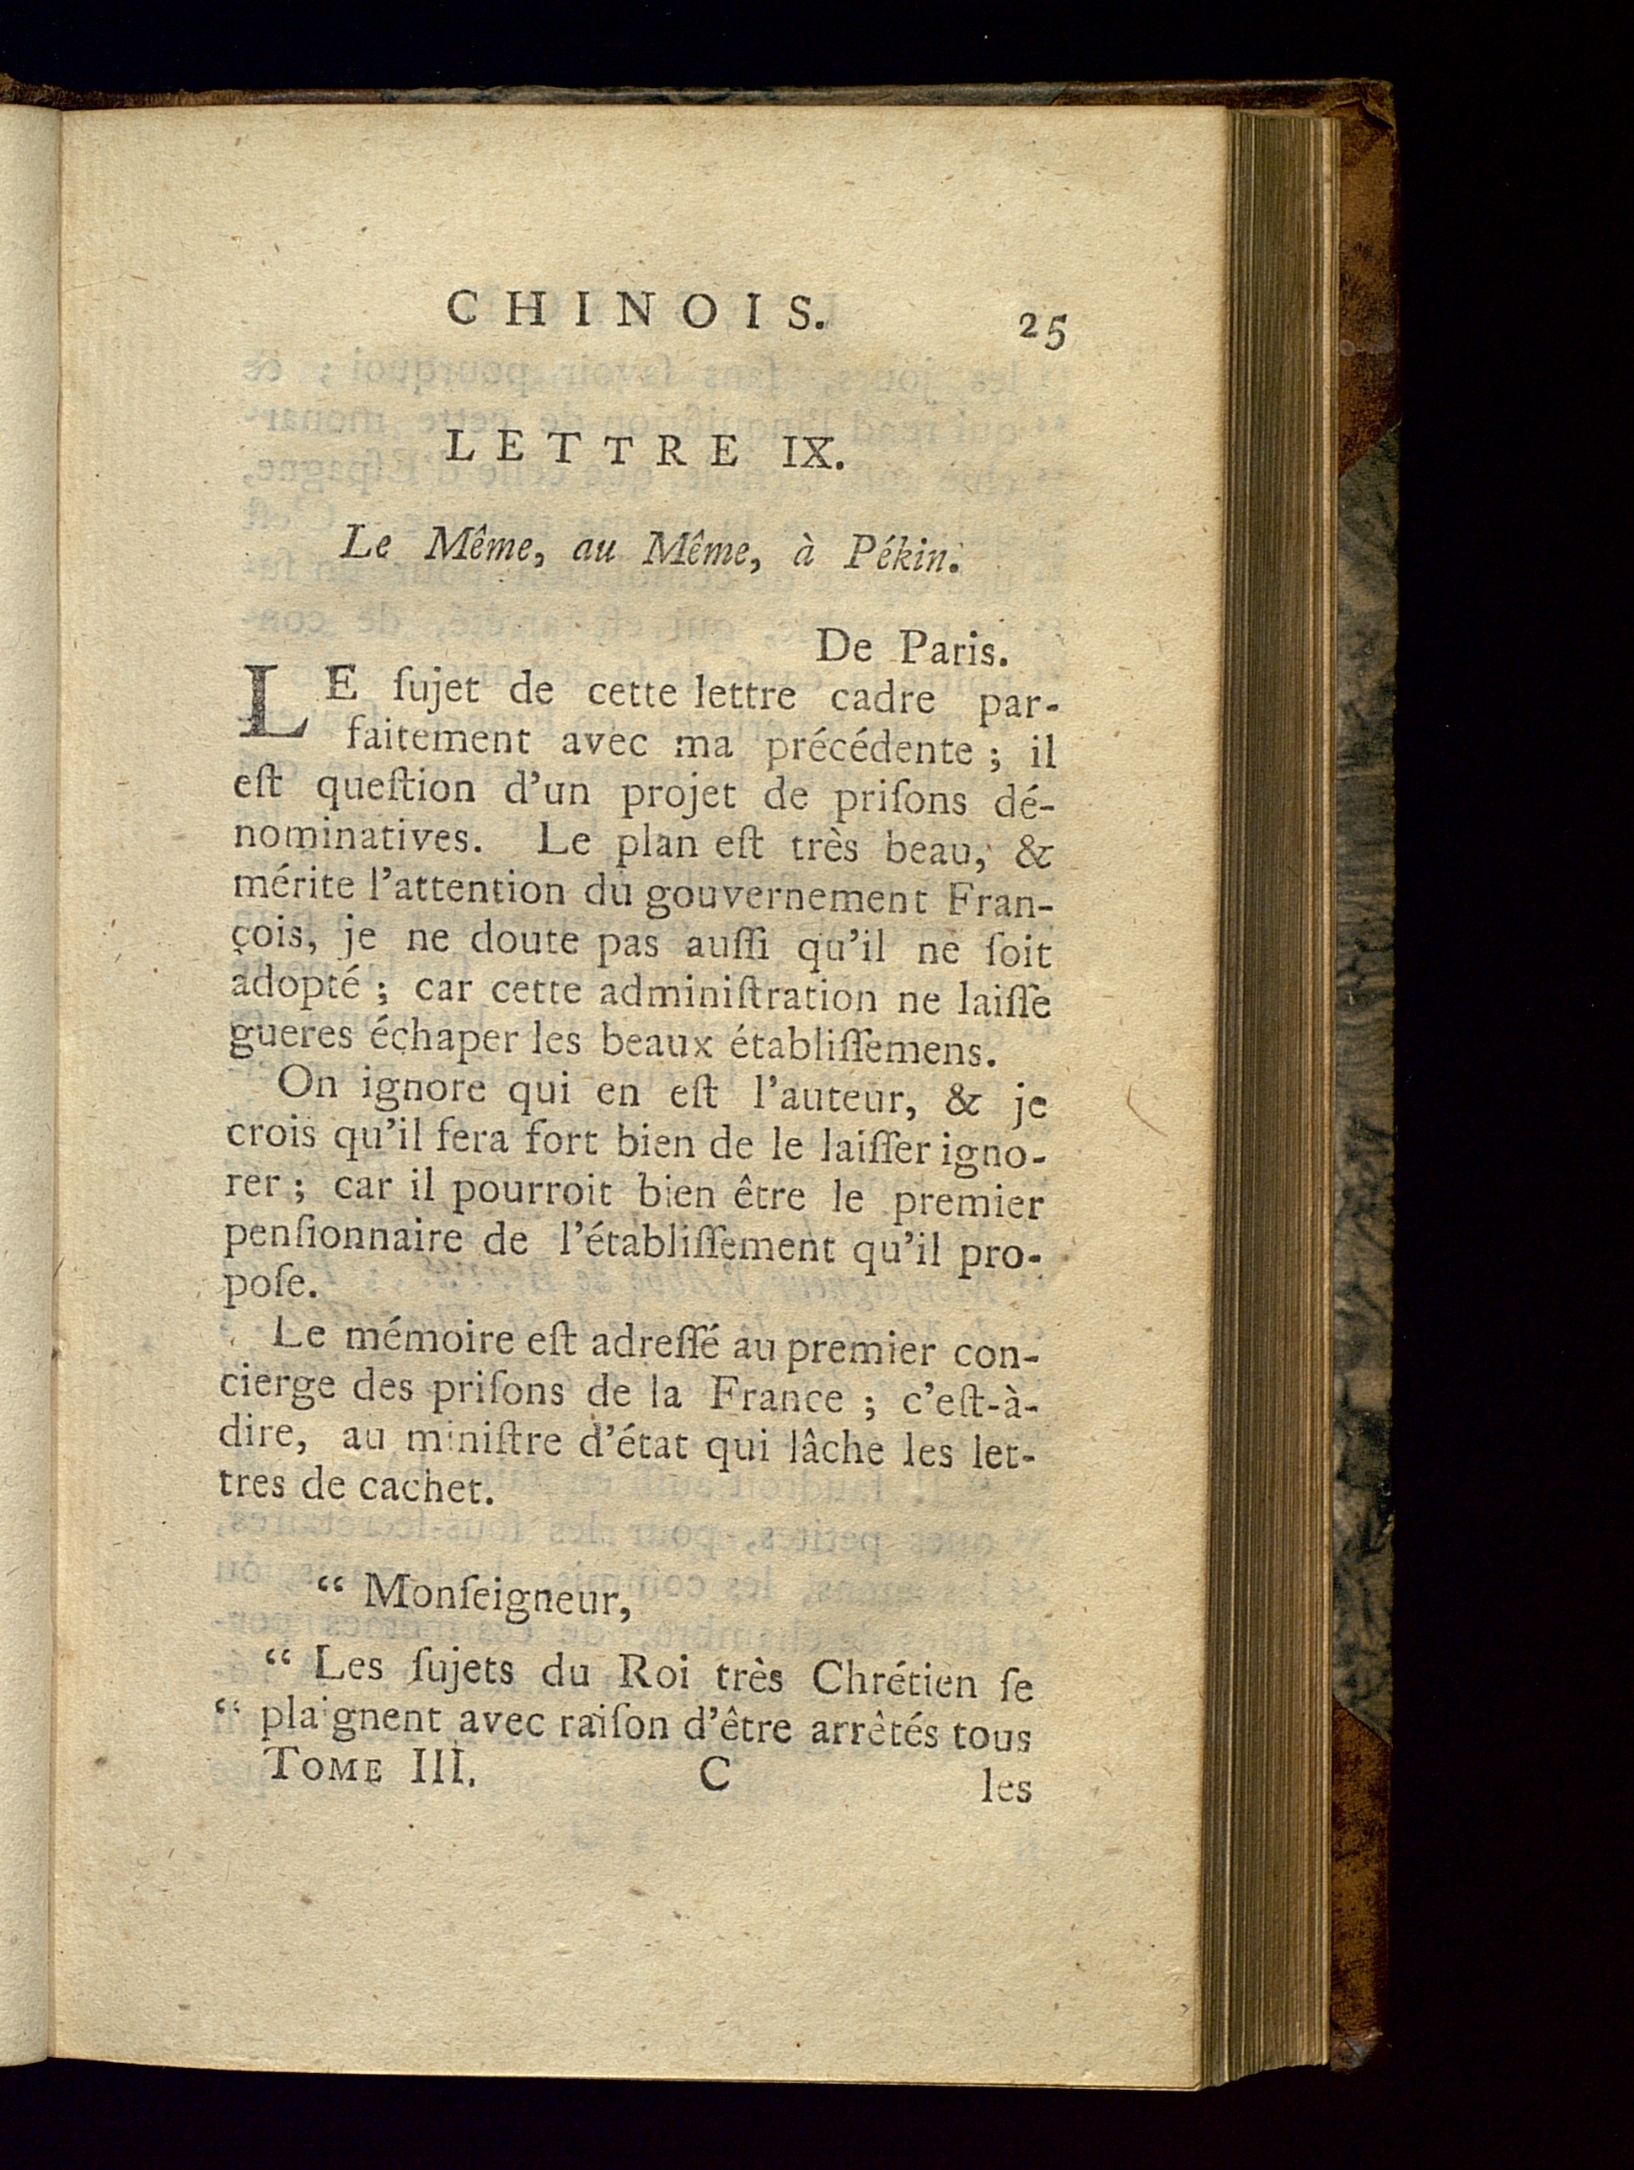 CHINOIS. 25
LETTRE IX.
Le Même, au Même, à Pékin.
De Paris.
LE ſujet de cette lettre cadre par-
faitement avec ma précédente ; il
eſt queſtion d'un projet de priſons dé-
nominatives. Le plan eſt très beau, &
mérite l'attention du gouvernement Fran-
çois, je ne doute pas auſſi qu'il ne ſoit
adopté ; car cette adminiſtration ne laiſſe
gueres échaper les beaux établiſſemens.
On ignore qui en eſt l'auteur, & je
crois qu'il fera fort bien de le laiſſer igno-
rer ; car il pourroit bien être le premier
penſionnaire de l'établiſſement qu'il pro-
poſe.
Le mémoire eſt adreſſé au premier con-
cierge des priſons de la France ; c'eſt-à-
dire, au miniſtre d'état qui lâche les let-
tres de cachet.
“ Monſeigneur,
“ Les ſujets du Roi très Chrétien ſe
“ plaignent avec raiſon d'être arrêtés tous
TOME III. C les